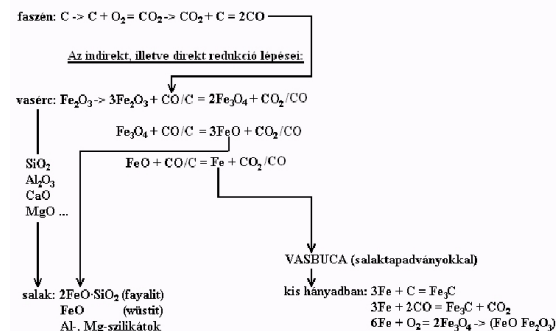 faszén: C -> C + O₂= CO₂-> CO₂+ C = 2CO
Az indirekt, illetve direkt redukció lépései:
vasérc: Fe₂O₃-> 3Fe₂O₃+ CO/C = 2Fe₃O₄ + CO₂/CO
Fe₃O₄ + CO/C = 3FeO + CO₂/CO
FeO + CO/C = Fe + CO₂/CO
SiO₂
Al₂O₃
CaO
MgO ...
VASBUCA (salaktapadványokkal)
salak: 2FeO·SiO₂ (fayalit)
FeO (wüstit)
Al-, Mg-szilikátok
kis hányadban: 3Fe + C = Fe₃C
3Fe + 2CO = Fe₃C + CO₂
6Fe + O₂= 2Fe₃O₄ -> (FeO Fe₂O₃)